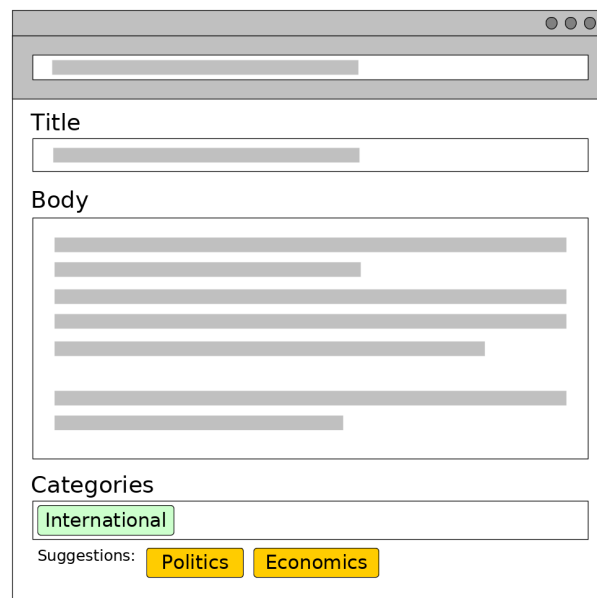 Title
Body
Categories
International
Suggestions: Politics Economics